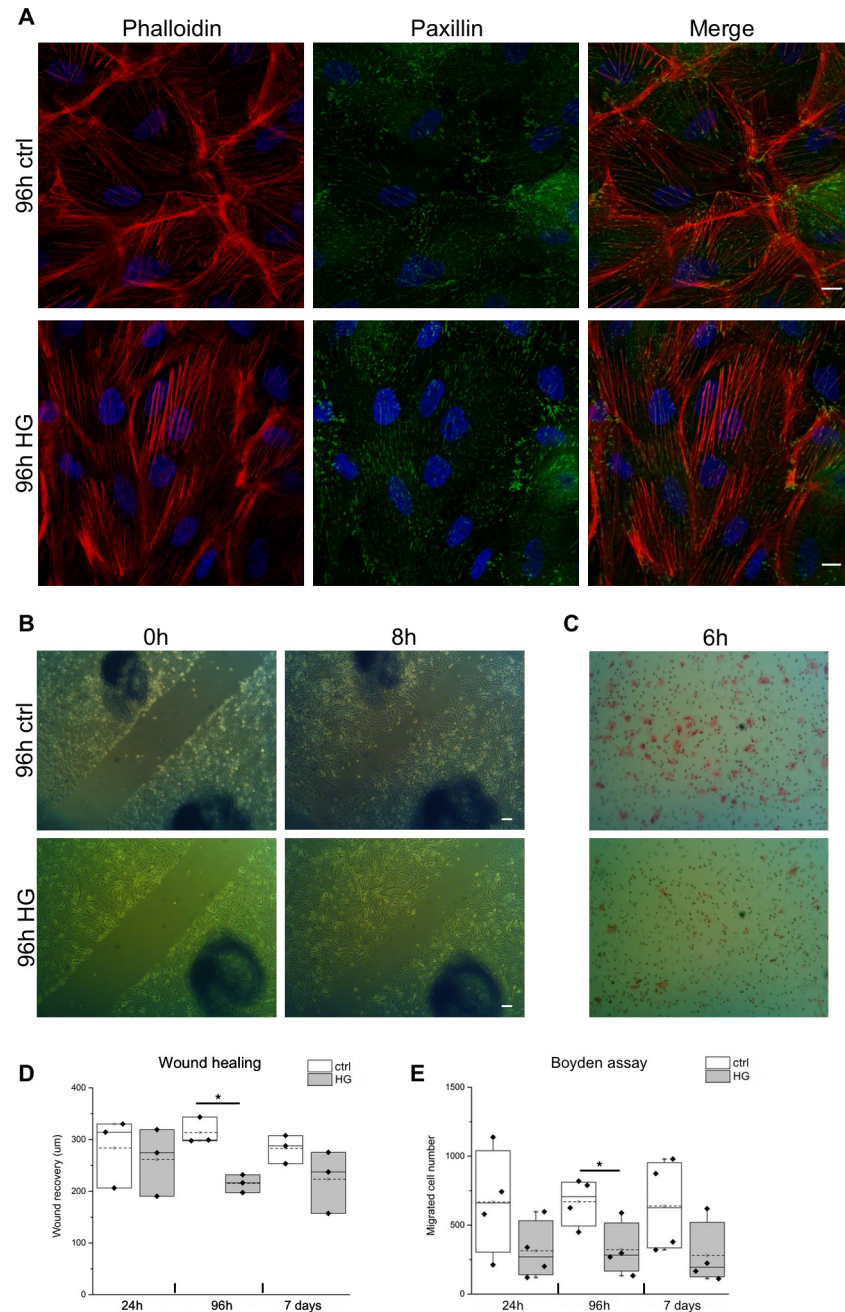 A
Phalloidin
Paxillin
Merge
96h ctrl
96h HG
B
0h
8h
C
6h
96h ctrl
96h HG
D
Wound healing
ctrl
HG
*
400
300
200
100
0
Wound recovery (um)
24h
96h
7 days
E
Boyden assay
ctrl
HG
*
1500
1000
500
0
Migrated cell number
24h
96h
7 days